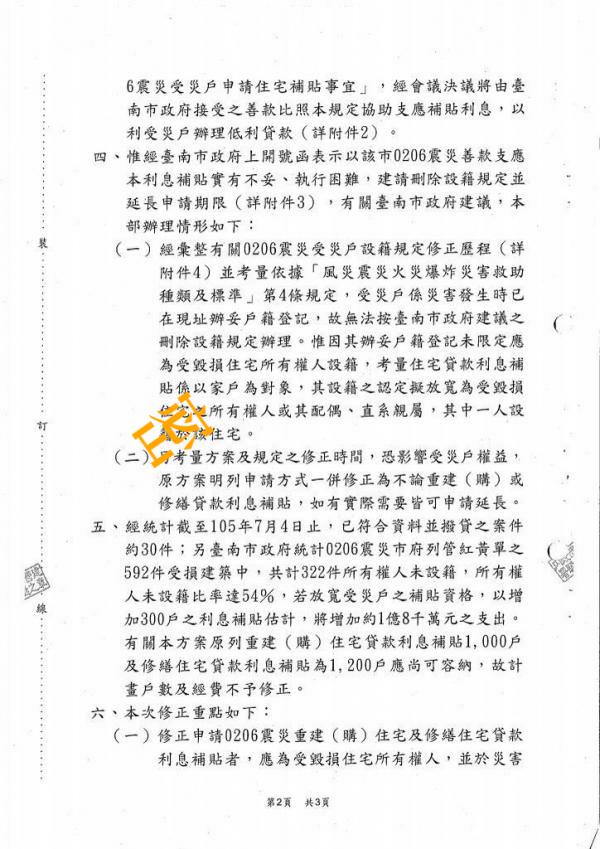 6震災受災戶申請住宅補貼事宜」，經會議決議將由臺
南市政府接受之善款比照本規定協助支應補貼利息，以
利受災戶辦理低利貸款（詳附件2）。
四、惟經臺南市政府上開號函表示以該市0206震災善款支應
本利息補貼實有不妥、執行困難，建請刪除設籍規定並
延長申請期限（詳附件3），有關臺南市政府建議，本
部辦理情形如下：
（一）經彙整有關0206震災受災戶設籍規定修正歷程（詳
附件4）並考量依據「風災震災火災爆炸災害救助
種類及標準」第4條規定，受災戶係災害發生時已
在現址辦妥戶籍登記，故無法按臺南市政府建議之
刪除設籍規定辦理。惟因其辦妥戶籍登記未限定應
為受毀損住宅所有權人設籍，考量住宅貸款利息補
貼係以家戶為對象，其設籍之認定擬放寬為受毀損
住宅之所有權人或其配偶、直系親屬，其中一人設
籍於該住宅。
（二）另考量方案及規定之修正時間，恐影響受災戶權益，
原方案明列申請方式一併修正為不論重建（購）或
修繕貸款利息補貼，如有實際需要皆可申請延長。
五、經統計截至105年7月4日止，已符合資料並撥貸之案件
約30件；另臺南市政府統計0206震災市府列管紅黃單之
592件受損建築中，共計322件所有權人未設籍，所有權
人未設籍比率達54%，若放寬受災戶之補貼資格，以增
加300戶之利息補貼估計，將增加約1億8千萬元之支出。
有關本方案原列重建（購）住宅貸款利息補貼1,000戶
及修繕住宅貸款利息補貼為1,200戶應尚可容納，故計
畫戶數及經費不予修正。
六、本次修正重點如下：
（一）修正申請0206震災重建（購）住宅及修繕住宅貸款
利息補貼者，應為受毀損住宅所有權人，並於災害
裝
訂
線
第2頁 共3頁